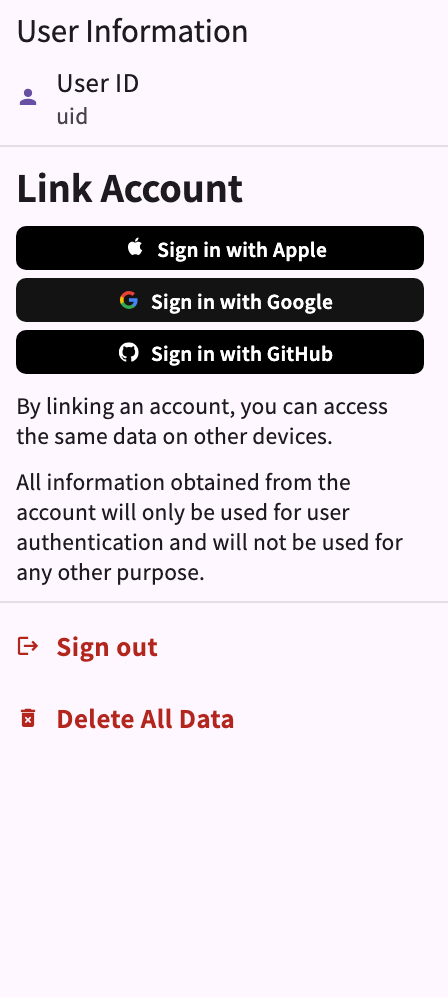 User Information
User ID
uid
Link Account
Sign in with Apple
Sign in with Google
Sign in with GitHub
By linking an account, you can access
the same data on other devices.
All information obtained from the
account will only be used for user
authentication and will not be used for
any other purpose.
Sign out
Delete All Data